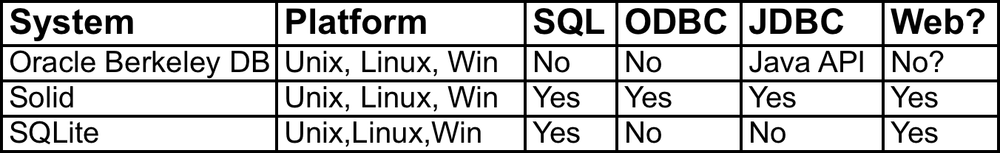 System Platform SQL ODBC JDBC Web?
Oracle Berkeley DB Unix, Linux, Win No No Java API No?
Solid Unix, Linux, Win Yes Yes Yes Yes
SQLite Unix,Linux,Win Yes No No Yes